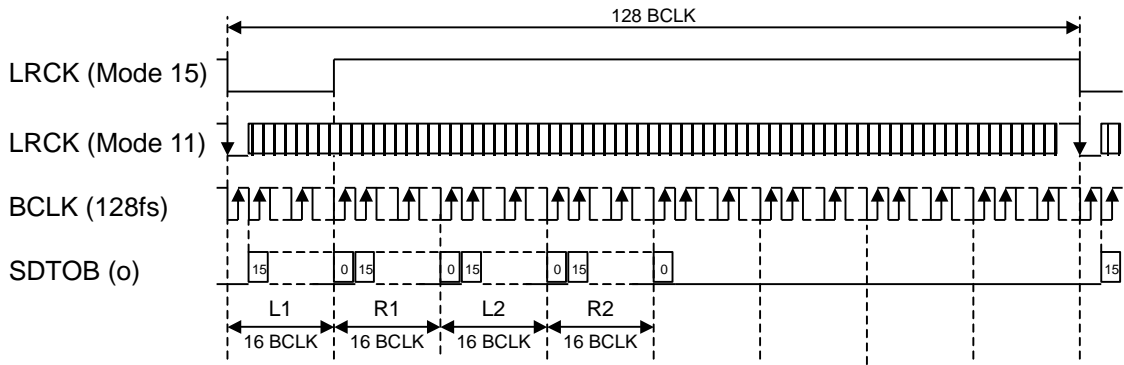 128 BCLK
LRCK (Mode 15)
LRCK (Mode 11)
BCLK (128fs)
SDTOB (o)
15 0 15 0 15 0 15 0 15
L1 R1 L2 R2
16 BCLK 16 BCLK 16 BCLK 16 BCLK